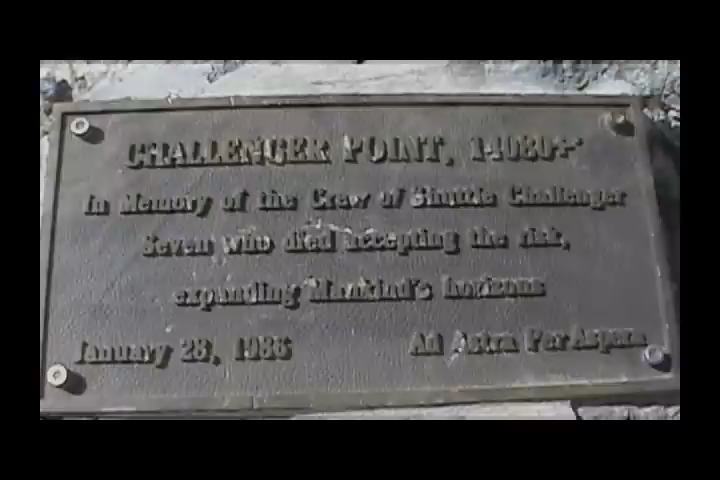 CHALLENGER POINT, 14080+'
In Memory of the Crew of Shuttle Challenger
Seven who died accepting the risk,
expanding Mankind's horizons
January 28, 1986 Ad Astra Per Aspera